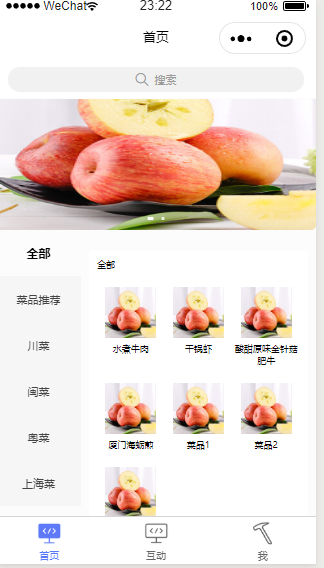 WeChat
23:22
100%
首页
搜索
全部
菜品推荐
川菜
闽菜
粤菜
上海菜
全部
水煮牛肉
干锅虾
酸甜原味金针菇
肥牛
厦门海蛎煎
菜品1
菜品2
首页
互动
我